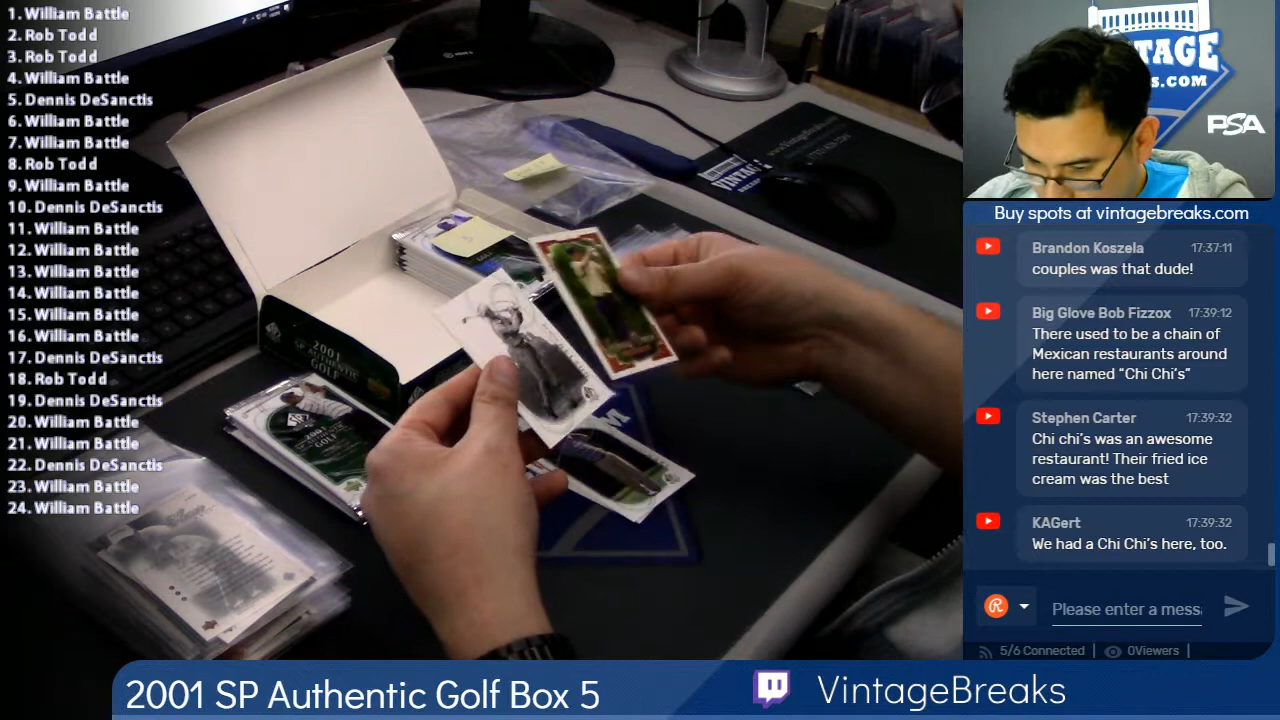 1. William Battle
2. Rob Todd
3. Rob Todd
4. William Battle
5. Dennis DeSanctis
6. William Battle
7. William Battle
8. Rob Todd
9. William Battle
10. Dennis DeSanctis
11. William Battle
12. William Battle
13. William Battle
14. William Battle
15. William Battle
16. William Battle
17. Dennis DeSanctis
18. Rob Todd
19. Dennis DeSanctis
20. William Battle
21. William Battle
22. Dennis DeSanctis
23. William Battle
24. William Battle
2001
SP AUTHENTIC
GOLF
2001
GOLF
VINTAGE
TAGE
S.COM
PSA
Buy spots at vintagebreaks.com
Brandon Koszela 17:37:11
couples was that dude!
Big Glove Bob Fizzox 17:39:12
There used to be a chain of
Mexican restaurants around
here named “Chi Chi's”
Stephen Carter 17:39:32
Chi chi's was an awesome
restaurant! Their fried ice
cream was the best
KAGert 17:39:32
We had a Chi Chi's here, too.
Please enter a messa
5/6 Connected | 0Viewers |
2001 SP Authentic Golf Box 5
VintageBreaks